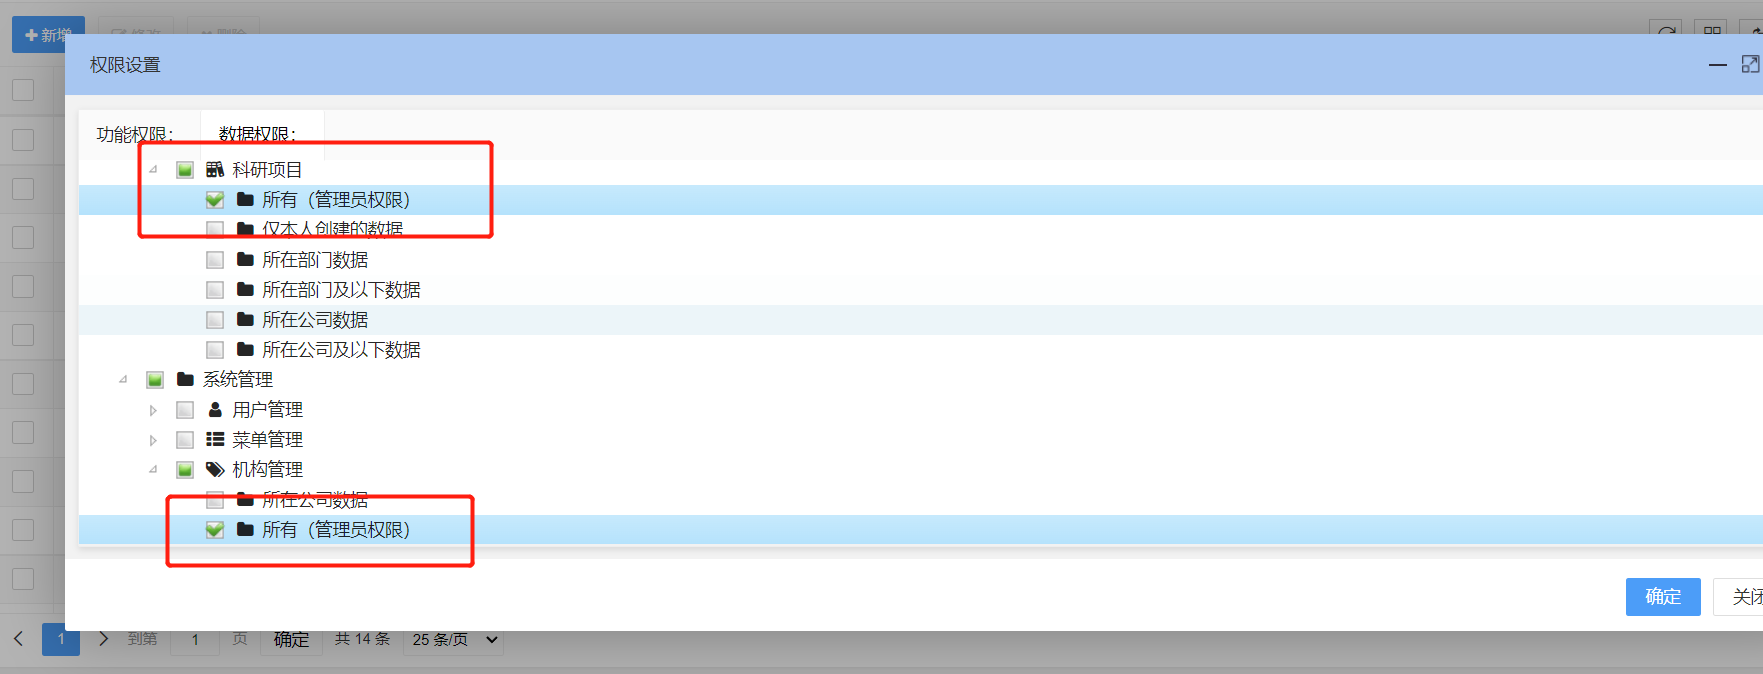 新增 修改 删除
权限设置
功能权限： 数据权限：
科研项目
所有（管理员权限）
仅本人创建的数据
所在部门数据
所在部门及以下数据
所在公司数据
所在公司及以下数据
系统管理
用户管理
菜单管理
机构管理
所在公司数据
所有（管理员权限）
确定 关闭
1 到第 1 页 确定 共 14 条 25 条/页